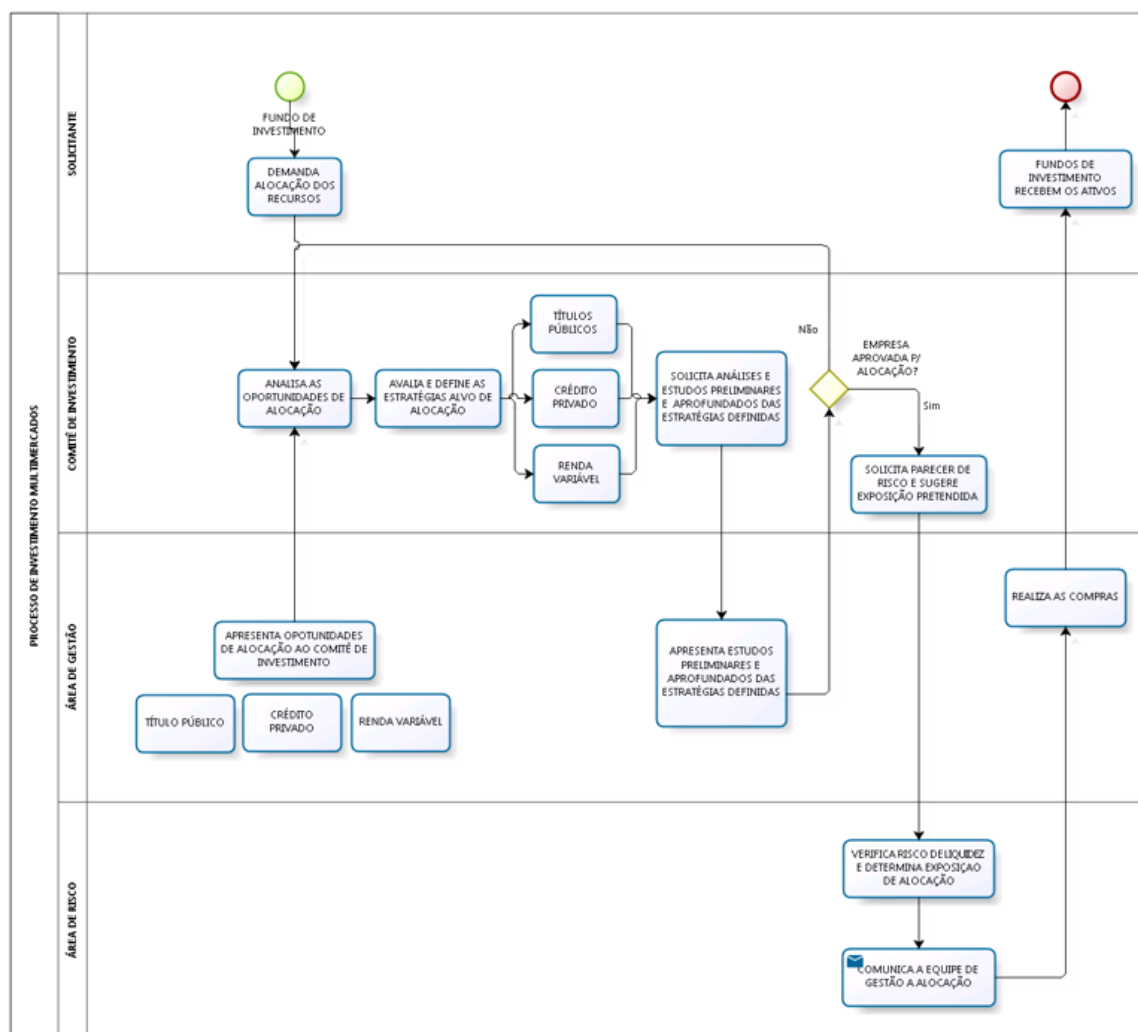 PROCESSO DE INVESTIMENTO MULTIMERCADOS
SOLICITANTE
FUNDO DE
INVESTIMENTO
DEMANDA
ALOCAÇÃO DOS
RECURSOS
FUNDOS DE
INVESTIMENTO
RECEBEM OS ATIVOS
COMITÊ DE INVESTIMENTO
ANALISA AS
OPORTUNIDADES DE
ALOCAÇÃO
AVALIA E DEFINE AS
ESTRATÉGIAS ALVO DE
ALOCAÇÃO
TÍTULOS
PÚBLICOS
CRÉDITO
PRIVADO
RENDA
VARIÁVEL
SOLICITA ANÁLISES E
ESTUDOS PRELIMINARES
E APROFUNDADOS DAS
ESTRATÉGIAS DEFINIDAS
Não
EMPRESA
APROVADA P/
ALOCAÇÃO?
Sim
SOLICITA PARECER DE
RISCO E SUGERE
EXPOSIÇÃO PRETENDIDA
ÁREA DE GESTÃO
APRESENTA OPOTUNIDADES
DE ALOCAÇÃO AO COMITÊ DE
INVESTIMENTO
TÍTULO PÚBLICO
CRÉDITO
PRIVADO
RENDA VARIÁVEL
APRESENTA ESTUDOS
PRELIMINARES E
APROFUNDADOS DAS
ESTRATÉGIAS DEFINIDAS
REALIZA AS COMPRAS
ÁREA DE RISCO
VERIFICA RISCO DE LIQUIDEZ
E DETERMINA EXPOSIÇAO
DE ALOCAÇÃO
COMUNICA A EQUIPE DE
GESTÃO A ALOCAÇÃO